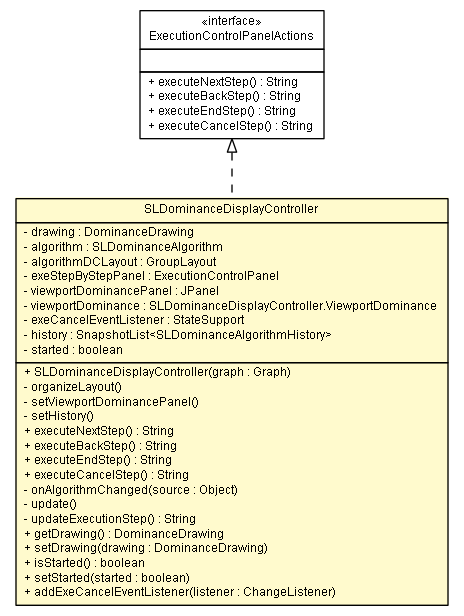 «interface»
ExecutionControlPanelActions
+ executeNextStep() : String
+ executeBackStep() : String
+ executeEndStep() : String
+ executeCancelStep() : String
SLDominanceDisplayController
- drawing : DominanceDrawing
- algorithm : SLDominanceAlgorithm
- algorithmDCLayout : GroupLayout
- exeStepByStepPanel : ExecutionControlPanel
- viewportDominancePanel : JPanel
- viewportDominance : SLDominanceDisplayController.ViewportDominance
- exeCancelEventListener : StateSupport
- history : SnapshotList<SLDominanceAlgorithmHistory>
- started : boolean
+ SLDominanceDisplayController(graph : Graph)
- organizeLayout()
- setViewportDominancePanel()
- setHistory()
+ executeNextStep() : String
+ executeBackStep() : String
+ executeEndStep() : String
+ executeCancelStep() : String
- onAlgorithmChanged(source : Object)
- update()
- updateExecutionStep() : String
+ getDrawing() : DominanceDrawing
+ setDrawing(drawing : DominanceDrawing)
+ isStarted() : boolean
+ setStarted(started : boolean)
+ addExeCancelEventListener(listener : ChangeListener)